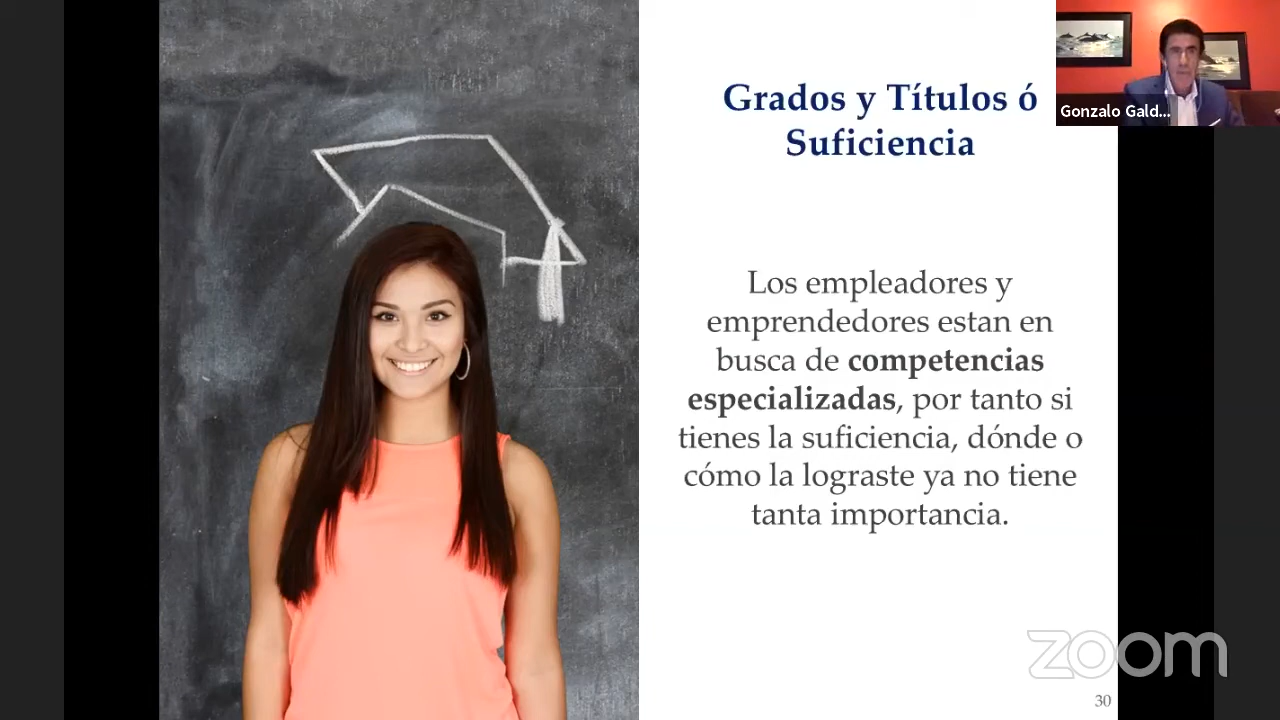 Grados y Títulos ó
Suficiencia
Gonzalo Gald...
Los empleadores y
emprendedores estan en
busca de competencias
especializadas, por tanto si
tienes la suficiencia, dónde o
cómo la lograste ya no tiene
tanta importancia.
zoom
30